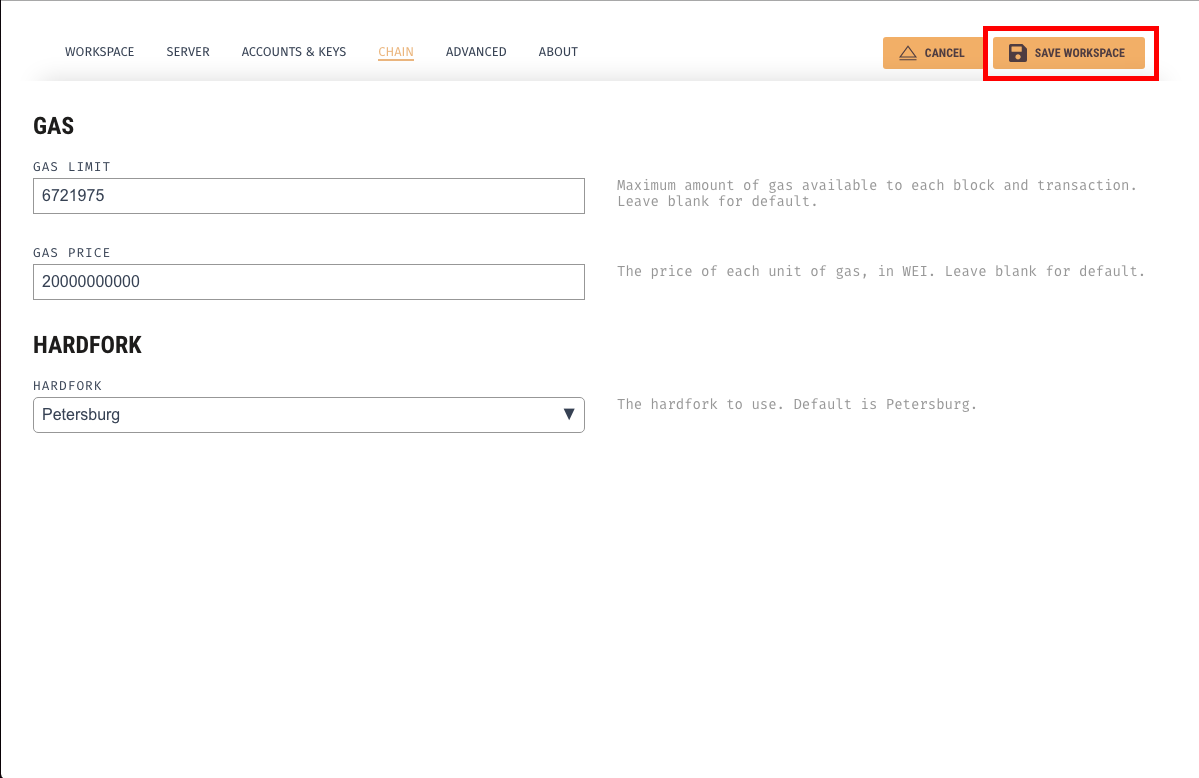 WORKSPACE SERVER ACCOUNTS & KEYS CHAIN ADVANCED ABOUT CANCEL SAVE WORKSPACE
GAS
GAS LIMIT
6721975
Maximum amount of gas available to each block and transaction.
Leave blank for default.
GAS PRICE
20000000000
The price of each unit of gas, in WEI. Leave blank for default.
HARDFORK
HARDFORK
Petersburg
The hardfork to use. Default is Petersburg.